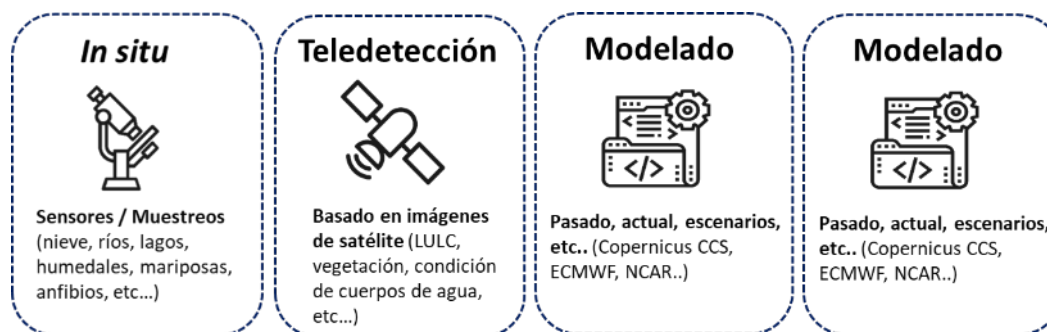 In situ
Sensores / Muestreos
(nieve, ríos, lagos,
humedales, mariposas,
anfibios, etc...)
Teledetección
Basado en imágenes
de satélite (LULC,
vegetación, condición
de cuerpos de agua,
etc...)
Modelado
</>
Pasado, actual, escenarios,
etc.. (Copernicus CCS,
ECMWF, NCAR..)
Modelado
</>
Pasado, actual, escenarios,
etc.. (Copernicus CCS,
ECMWF, NCAR..)